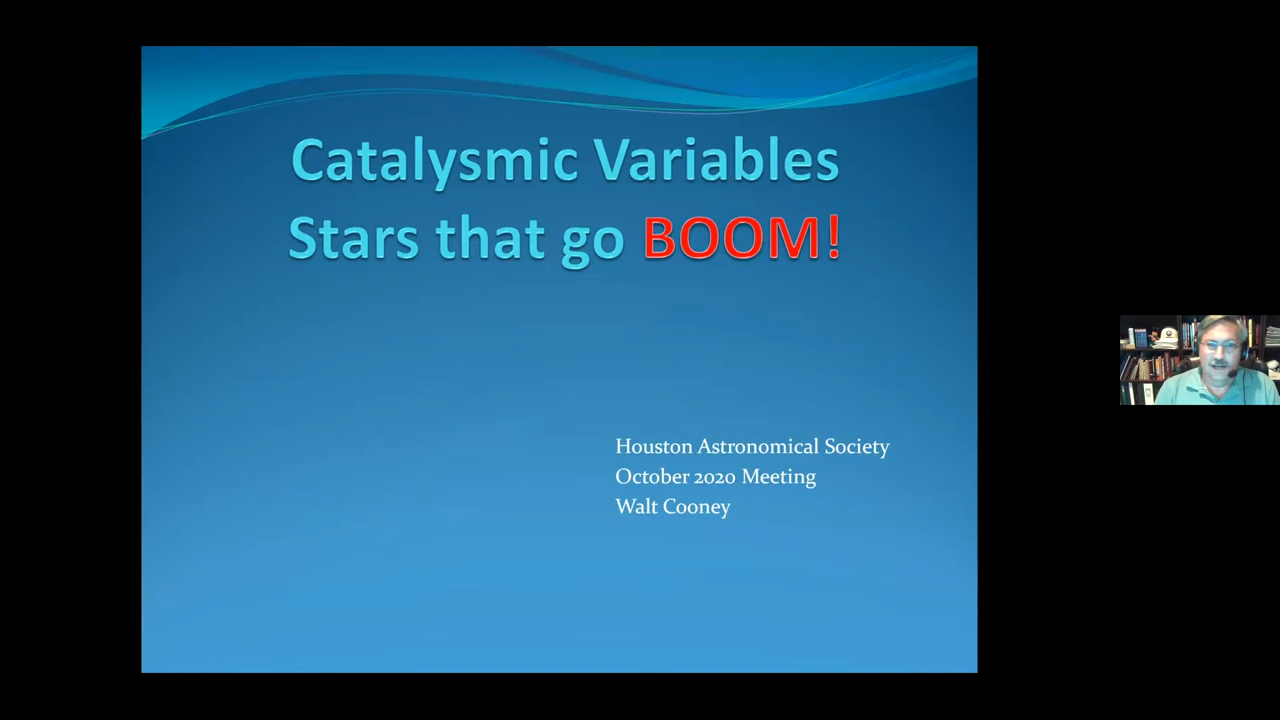 Catalysmic Variables
Stars that go BOOM!
Houston Astronomical Society
October 2020 Meeting
Walt Cooney